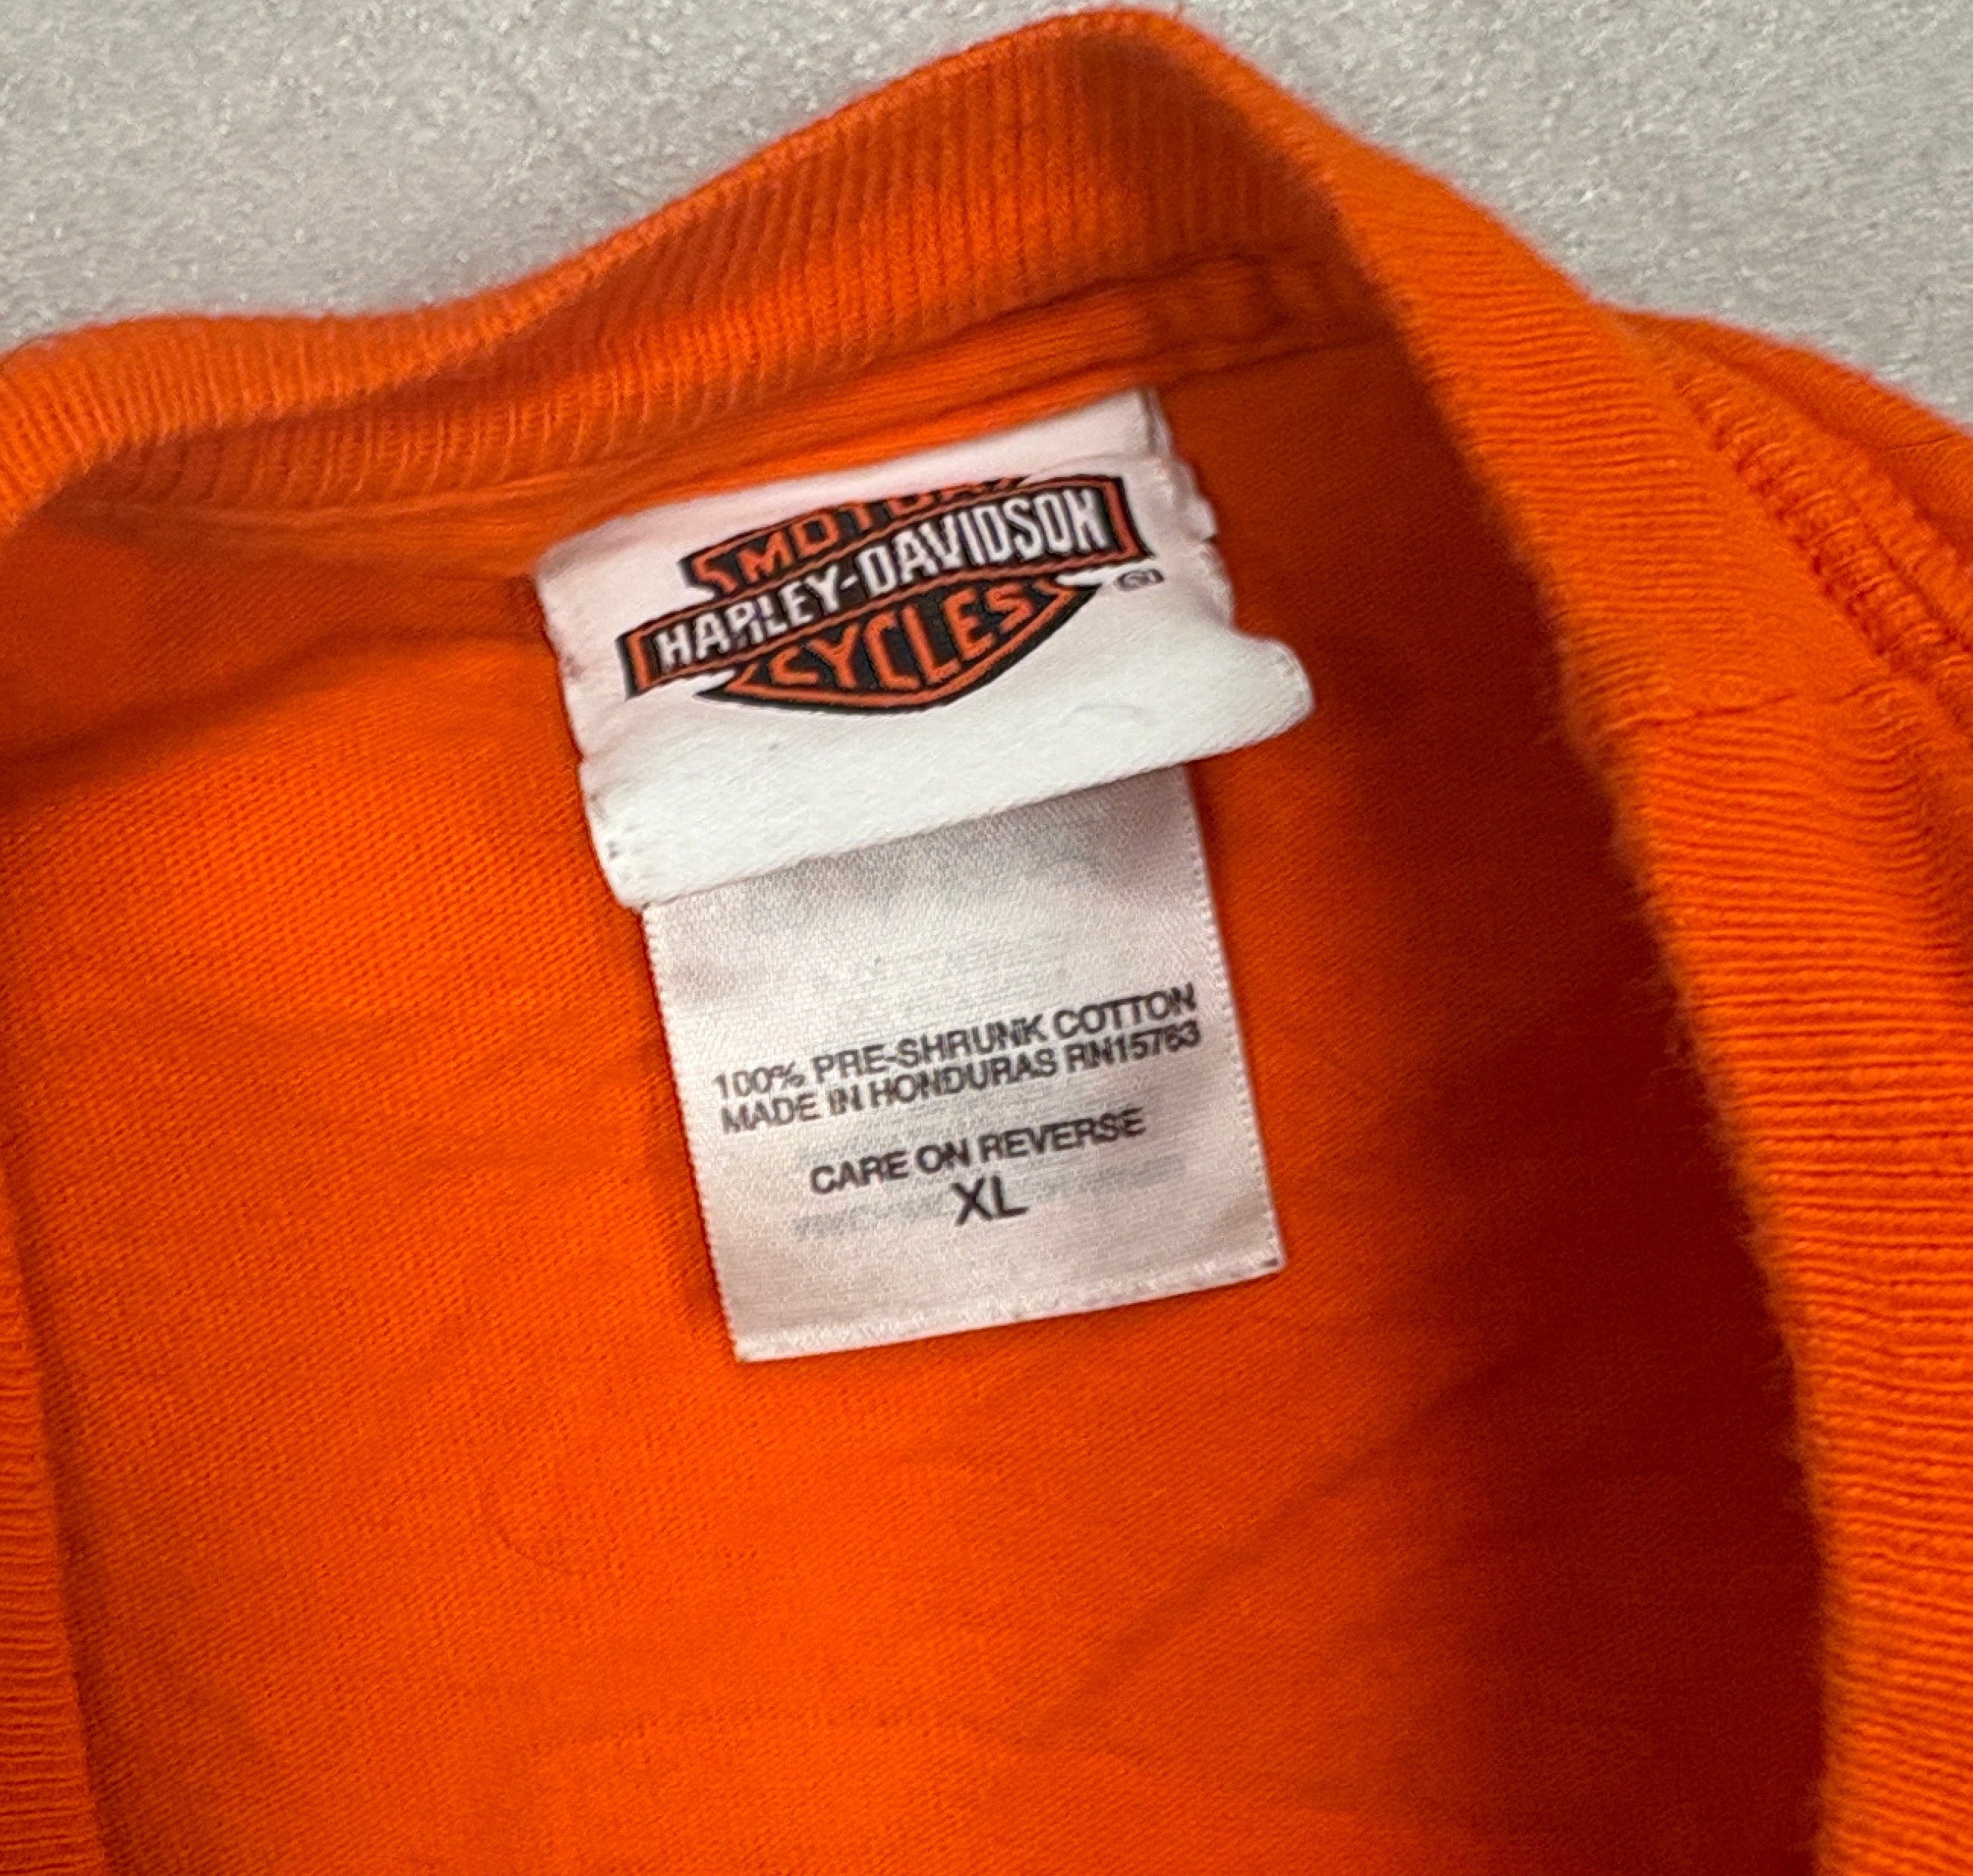 MOTOR
HARLEY-DAVIDSON
CYCLES
100% PRE-SHRUNK COTTON
MADE IN HONDURAS RN15763
CARE ON REVERSE
XL